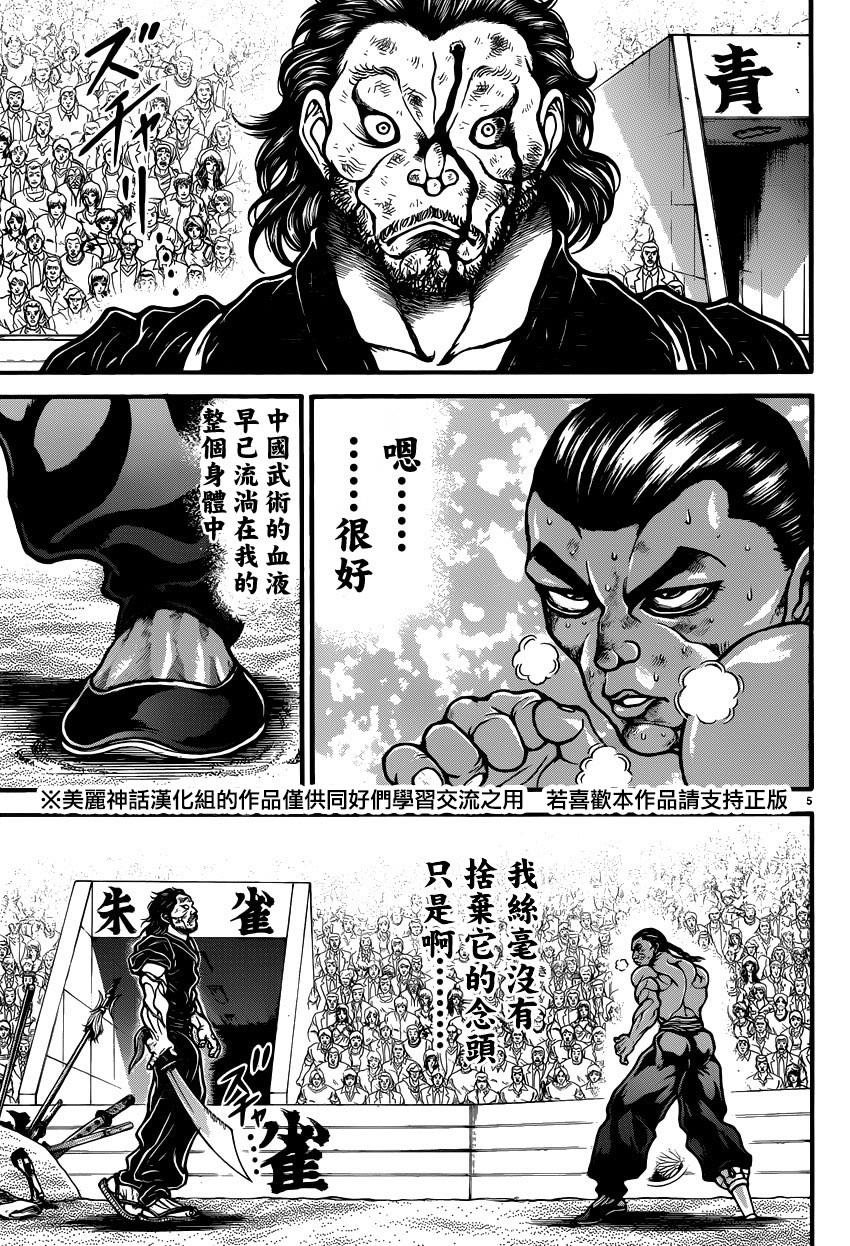 ズチャ…
青
嗯………
………很好
中國武術的血液
早已流淌在我的
整個身體中
※美麗神話漢化組的作品僅供同好們學習交流之用 若喜歡本作品請支持正版
5
我絲毫沒有
捨棄它的念頭
只是啊………
朱雀
ズチャ…
雀